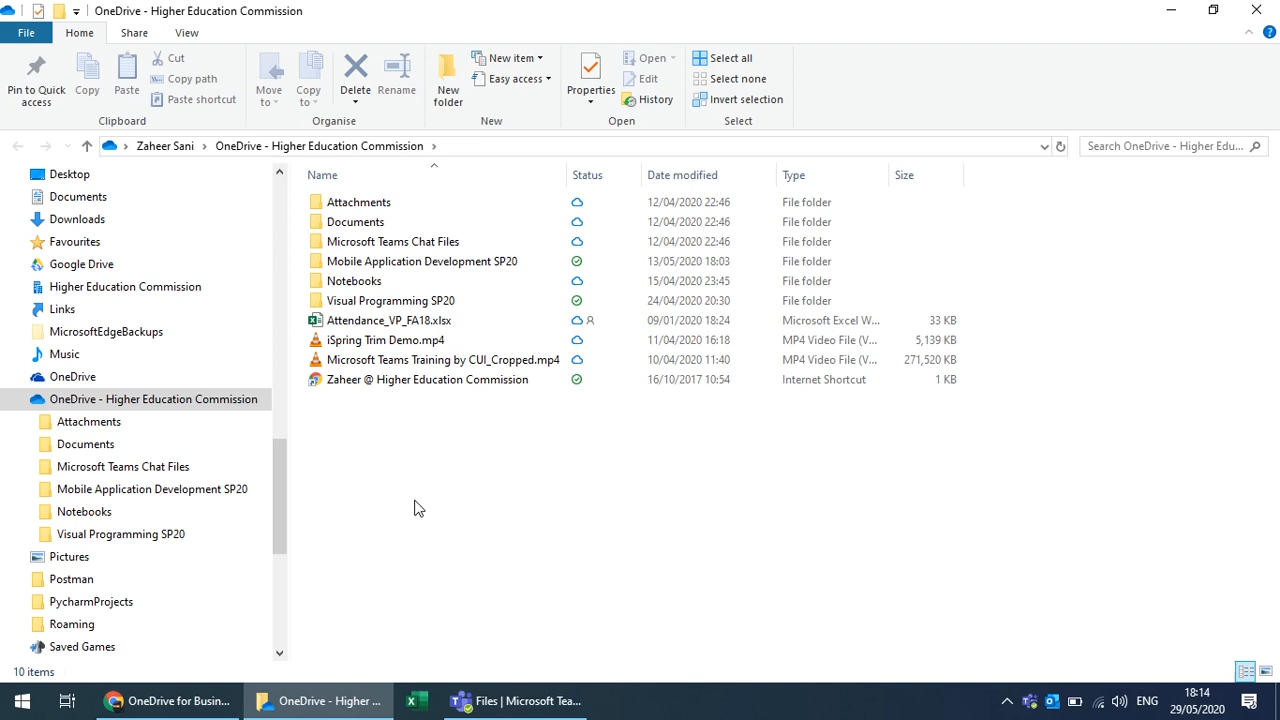 OneDrive - Higher Education Commission
File Home Share View
Pin to Quick access
Copy
Paste
Cut
Copy path
Paste shortcut
Clipboard
Move to
Copy to
Delete
Rename
Organise
New folder
New item
Easy access
New
Properties
Open
Edit
History
Open
Select all
Select none
Invert selection
Select
Zaheer Sani > OneDrive - Higher Education Commission >
Search OneDrive - Higher Edu...
Desktop
Documents
Downloads
Favourites
Google Drive
Higher Education Commission
Links
MicrosoftEdgeBackups
Music
OneDrive
OneDrive - Higher Education Commission
Attachments
Documents
Microsoft Teams Chat Files
Mobile Application Development SP20
Notebooks
Visual Programming SP20
Pictures
Postman
PycharmProjects
Roaming
Saved Games
Name Status Date modified Type Size
Attachments 12/04/2020 22:46 File folder
Documents 12/04/2020 22:46 File folder
Microsoft Teams Chat Files 12/04/2020 22:46 File folder
Mobile Application Development SP20 13/05/2020 18:03 File folder
Notebooks 15/04/2020 23:45 File folder
Visual Programming SP20 24/04/2020 20:30 File folder
Attendance_VP_FA18.xlsx 09/01/2020 18:24 Microsoft Excel W... 33 KB
iSpring Trim Demo.mp4 11/04/2020 16:18 MP4 Video File (V... 5,139 KB
Microsoft Teams Training by CUI_Cropped.mp4 10/04/2020 11:40 MP4 Video File (V... 271,520 KB
Zaheer @ Higher Education Commission 16/10/2017 10:54 Internet Shortcut 1 KB
10 items
OneDrive for Busin...
OneDrive - Higher ...
Files | Microsoft Tea...
ENG
18:14
29/05/2020